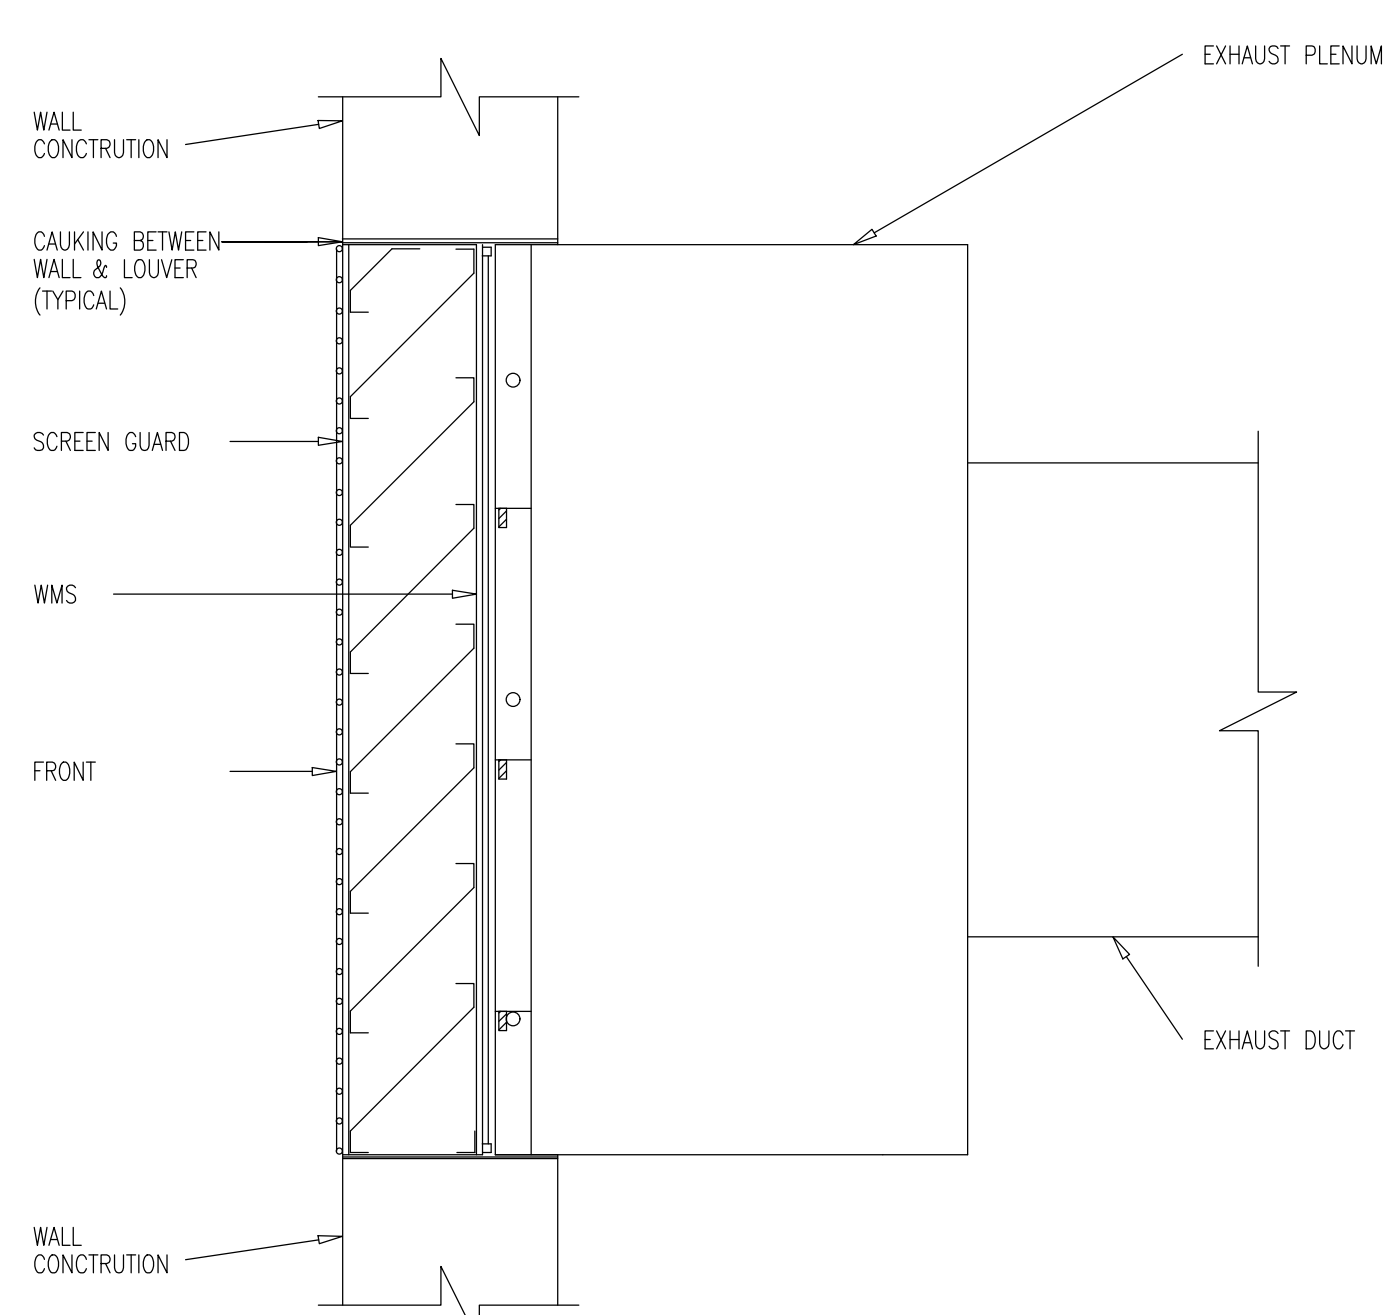 EXHAUST PLENUM
WALL
CONCTRUTION
CAUKING BETWEEN
WALL & LOUVER
(TYPICAL)
SCREEN GUARD
WMS
FRONT
EXHAUST DUCT
WALL
CONCTRUTION